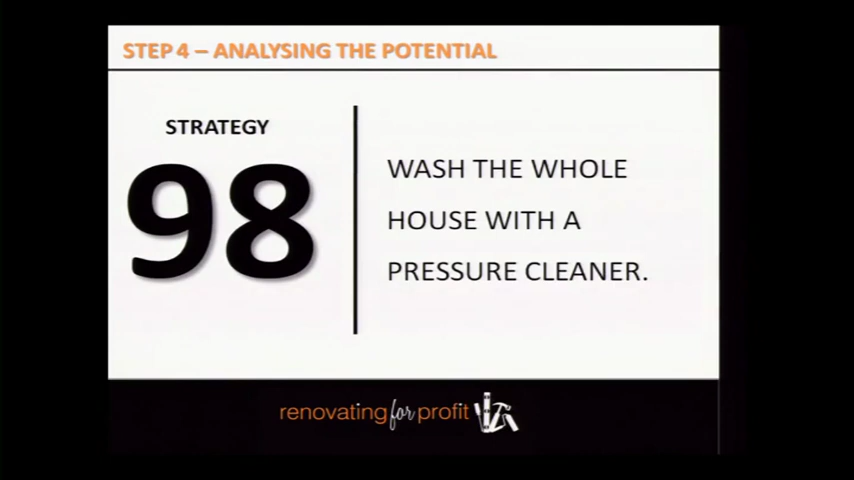 STEP 4 – ANALYSING THE POTENTIAL
STRATEGY
98
WASH THE WHOLE
HOUSE WITH A
PRESSURE CLEANER.
renovating for profit